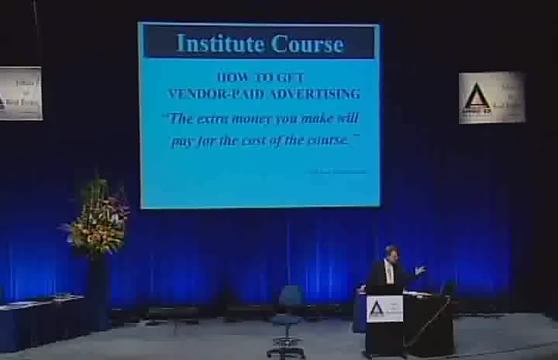 Institute Course
HOW TO GET
VENDOR-PAID ADVERTISING
"The extra money you make will
pay for the cost of the course."